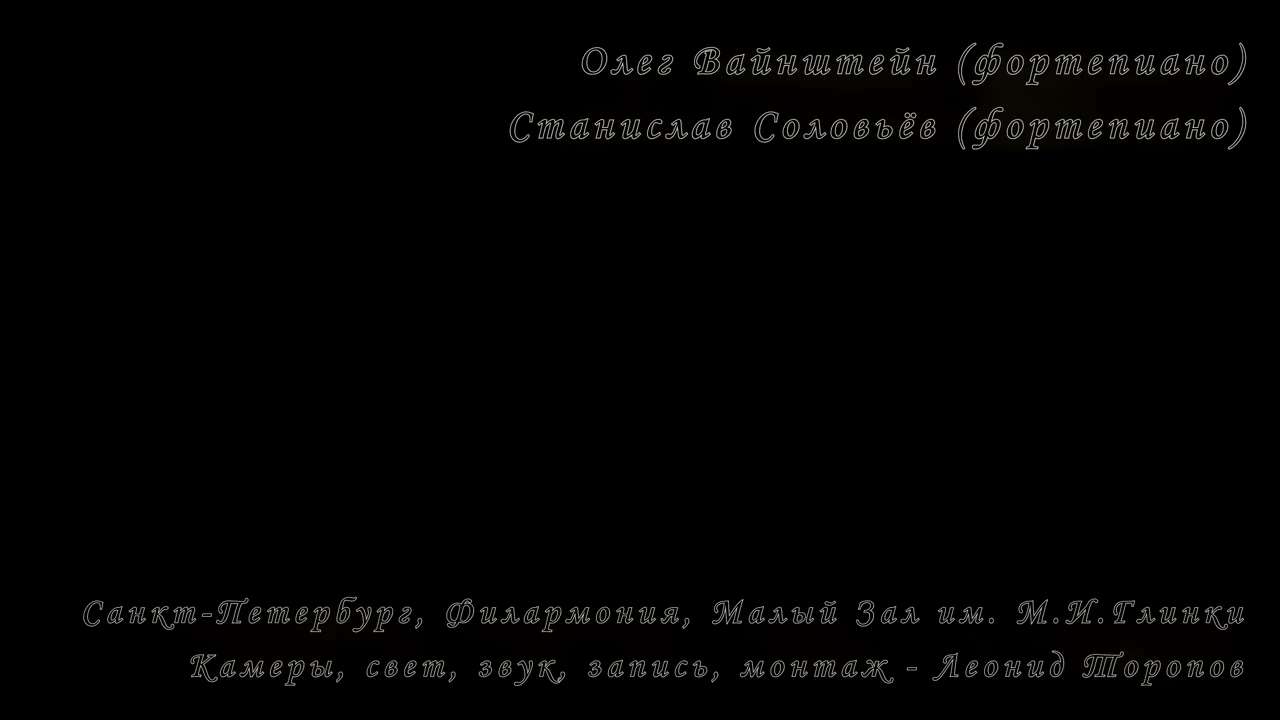 Олег Вайнштейн (фортепиано)
Станислав Соловьёв (фортепиано)
Санкт-Петербург, Филармония, Малый Зал им. М.И.Глинки
Камеры, свет, звук, запись, монтаж - Леонид Торопов